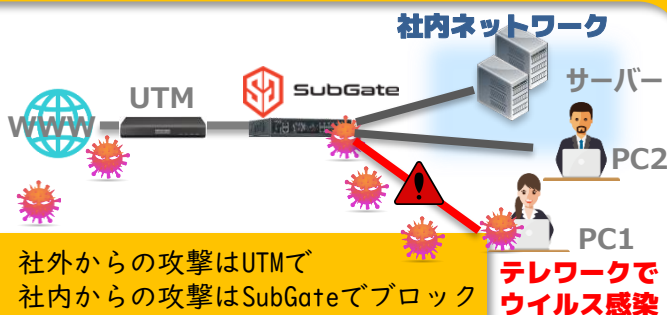 社内ネットワーク
サーバー
UTM
SubGate
WWW
PC2
PC1
社外からの攻撃はUTMで
社内からの攻撃はSubGateでブロック
テレワークで
ウイルス感染